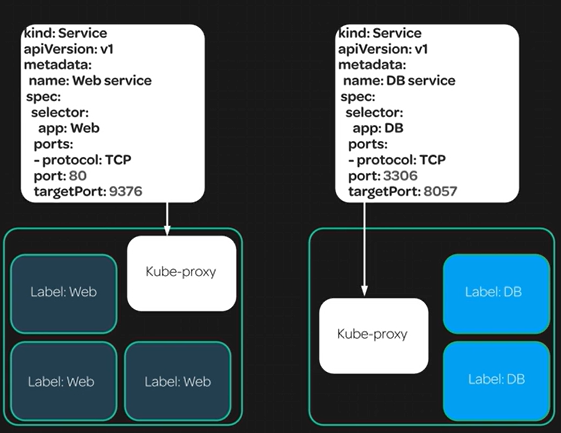 kind: Service
apiVersion: v1
metadata:
name: Web service
spec:
selector:
app: Web
ports:
- protocol: TCP
port: 80
targetPort: 9376
kind: Service
apiVersion: v1
metadata:
name: DB service
spec:
selector:
app: DB
ports:
- protocol: TCP
port: 3306
targetPort: 8057
Kube-proxy
Label: Web
Label: Web
Label: Web
Kube-proxy
Label: DB
Label: DB